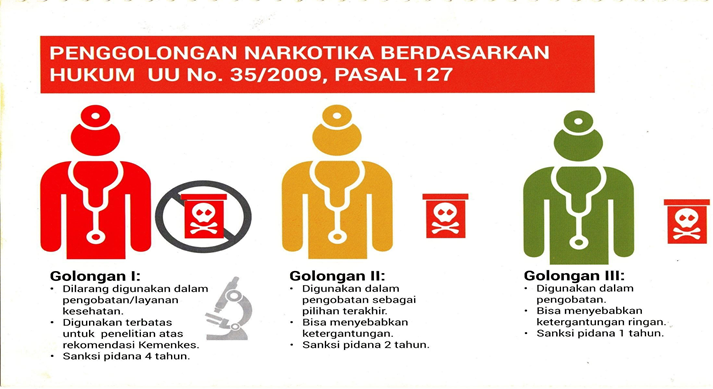 PENGGOLONGAN NARKOTIKA BERDASARKAN
HUKUM UU No. 35/2009, PASAL 127
Golongan I:
• Dilarang digunakan dalam
pengobatan/layanan
kesehatan.
• Digunakan terbatas
untuk penelitian atas
rekomendasi Kemenkes.
• Sanksi pidana 4 tahun.
Golongan II:
• Digunakan dalam
pengobatan sebagai
pilihan terakhir.
• Bisa menyebabkan
ketergantungan.
• Sanksi pidana 2 tahun.
Golongan III:
• Digunakan dalam
pengobatan.
• Bisa menyebabkan
ketergantungan ringan.
• Sanksi pidana 1 tahun.